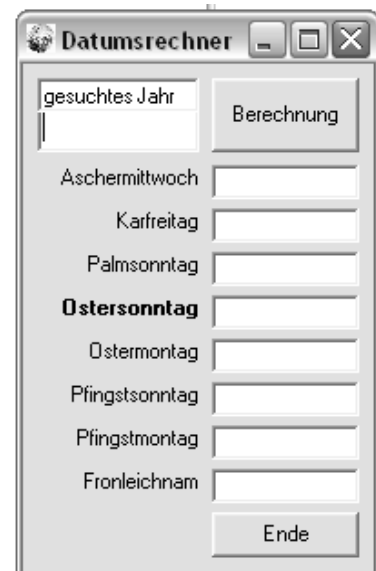 Datumsrechner
gesuchtes Jahr
Berechnung
Aschermittwoch
Karfreitag
Palmsonntag
Ostersonntag
Ostermontag
Pfingstsonntag
Pfingstmontag
Fronleichnam
Ende